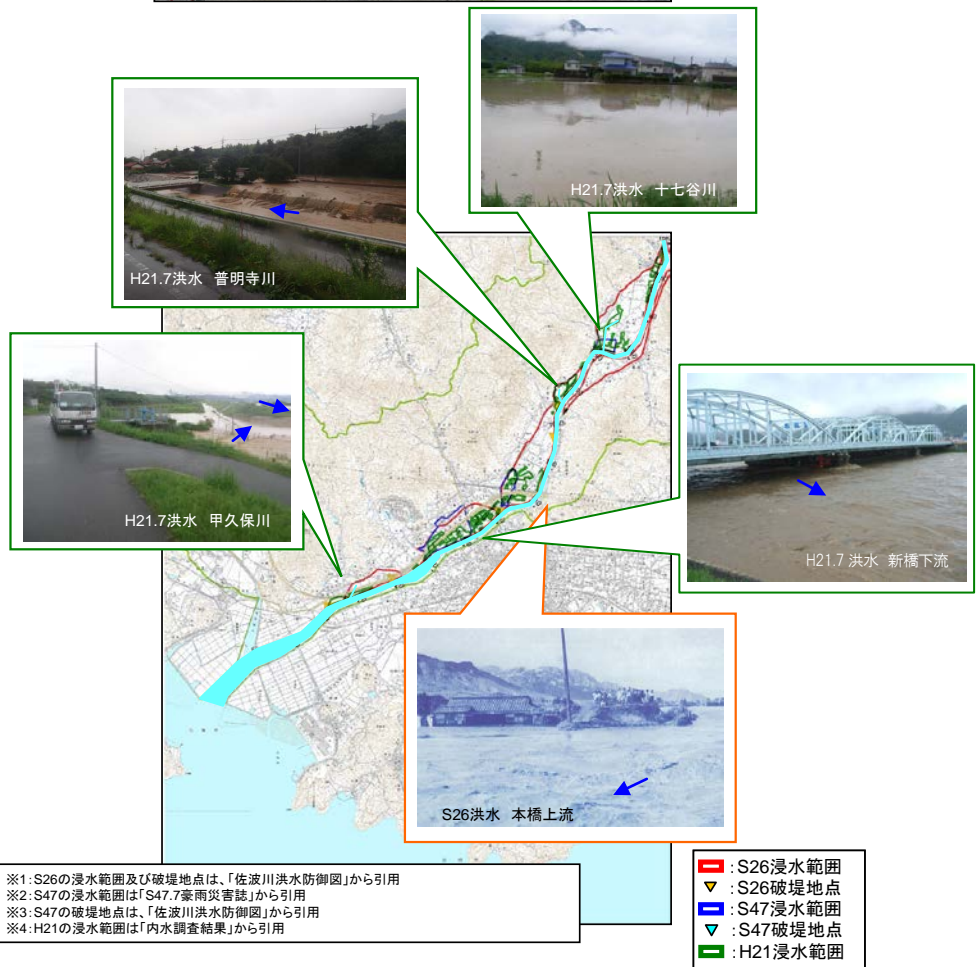 H21.7洪水 十七谷川
H21.7洪水 普明寺川
H21.7洪水 甲久保川
H21.7 洪水 新橋下流
S26洪水 本橋上流
※1:S26の浸水範囲及び破堤地点は、「佐波川洪水防御図」から引用
※2:S47の浸水範囲は「S47.7豪雨災害誌」から引用
※3:S47の破堤地点は、「佐波川洪水防御図」から引用
※4:H21の浸水範囲は「内水調査結果」から引用
:S26浸水範囲
:S26破堤地点
:S47浸水範囲
:S47破堤地点
:H21浸水範囲